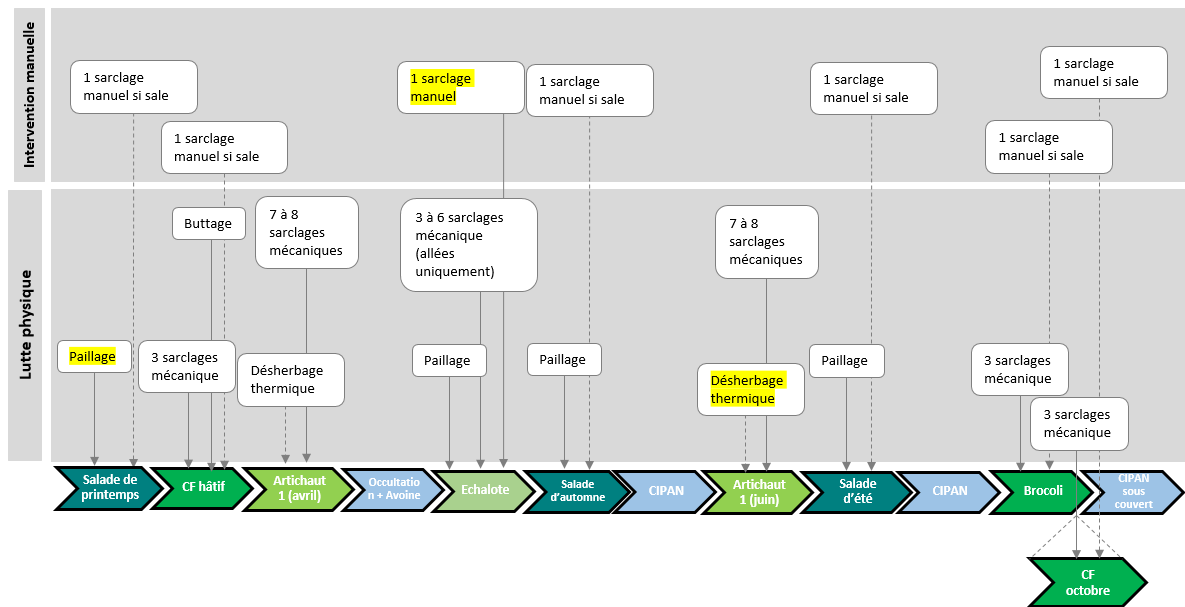 Intervention manuelle
1 sarclage
manuel si sale
1 sarclage
manuel si sale
1 sarclage
manuel
1 sarclage
manuel si sale
1 sarclage
manuel si sale
1 sarclage
manuel si sale
1 sarclage
manuel si sale
Lutte physique
Buttage
7 à 8
sarclages
mécaniques
3 à 6 sarclages
mécanique
(allées
uniquement)
7 à 8
sarclages
mécaniques
Paillage
3 sarclages
mécanique
Désherbage
thermique
Paillage
Paillage
Désherbage
thermique
Paillage
3 sarclages
mécanique
3 sarclages
mécanique
Salade de
printemps
CF hâtif
Artichaut
1 (avril)
Occultatio
n + Avoine
Echalote
Salade
d'automne
CIPAN
Artichaut
1 (juin)
Salade
d'été
CIPAN
Brocoli
CIPAN
sous
couvert
CF
octobre